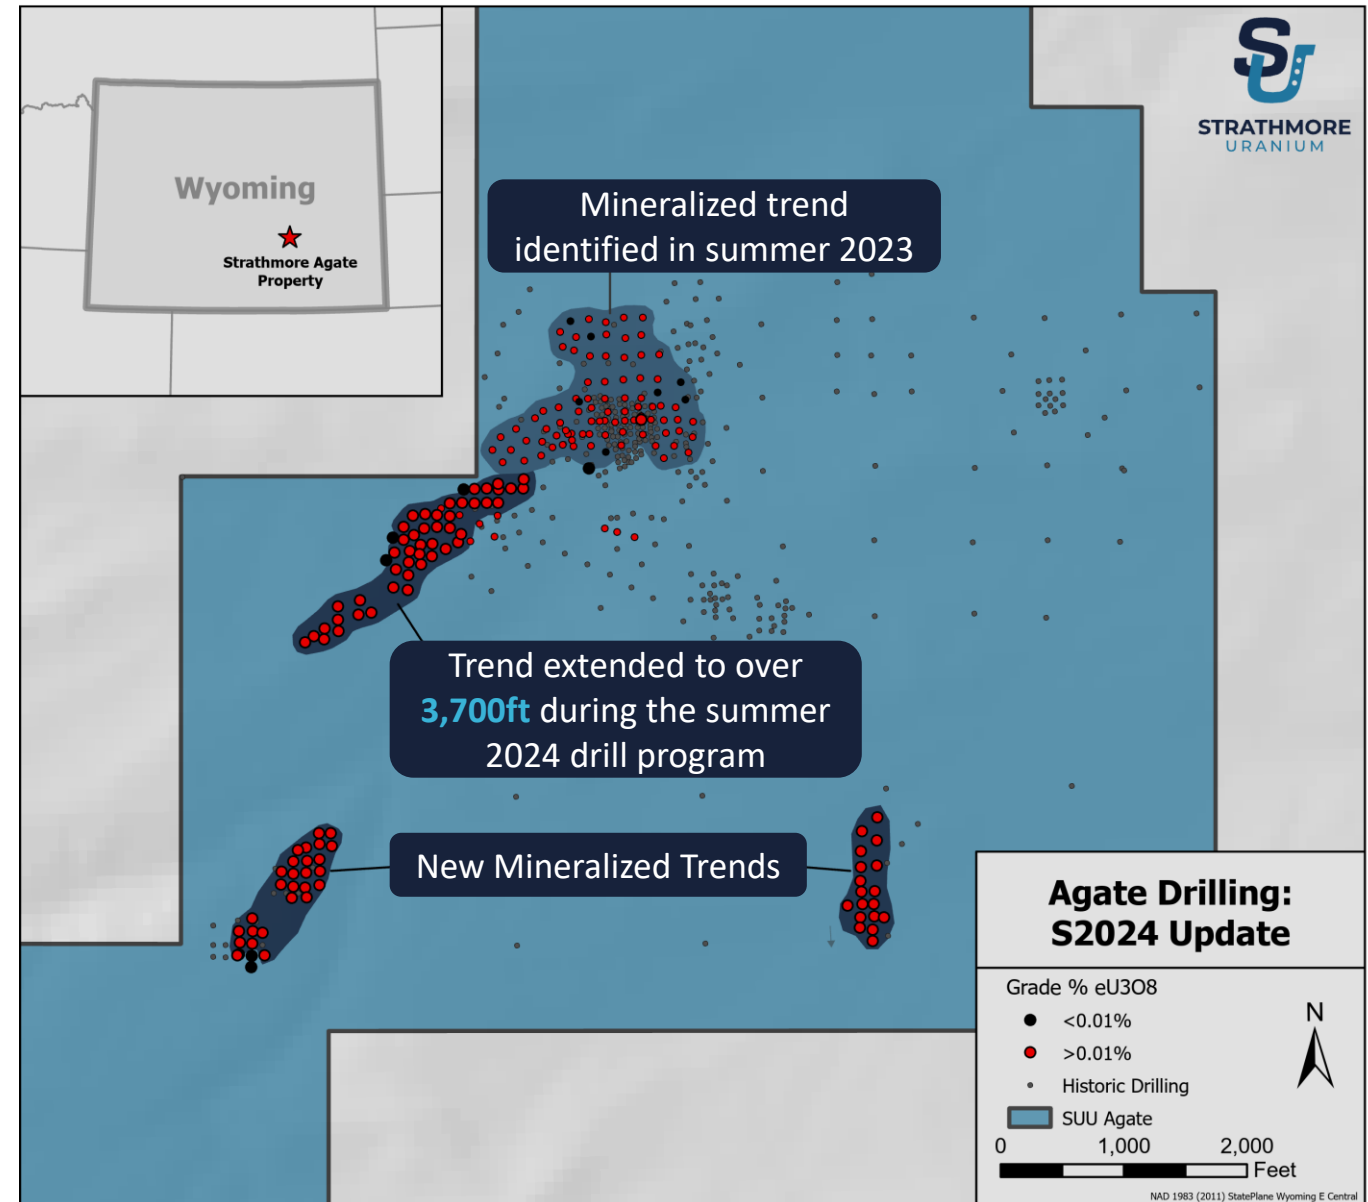 Wyoming
Strathmore Agate
Property
SU
STRATHMORE
URANIUM
Mineralized trend
identified in summer 2023
Trend extended to over
3,700ft during the summer
2024 drill program
New Mineralized Trends
Agate Drilling:
S2024 Update
Grade % eU3O8
<0.01%
>0.01%
Historic Drilling
SUU Agate
N
0 1,000 2,000
Feet
NAD 1983 (2011) StatePlane Wyoming E Central